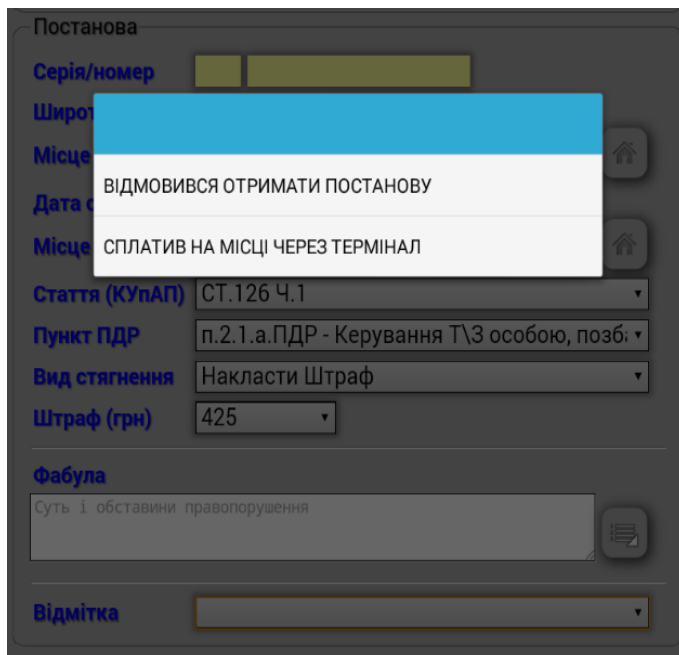 Постанова
Серія/номер
Широт
Місце
ВІДМОВИВСЯ ОТРИМАТИ ПОСТАНОВУ
Дата с
Місце
СПЛАТИВ НА МІСЦІ ЧЕРЕЗ ТЕРМІНАЛ
Стаття (КУпАП) СТ.126 Ч.1
Пункт ПДР п.2.1.а.ПДР - Керування Т\З особою, позб
Вид стягнення Накласти Штраф
Штраф (грн) 425
Фабула
Суть і обставини правопорушення
Відмітка